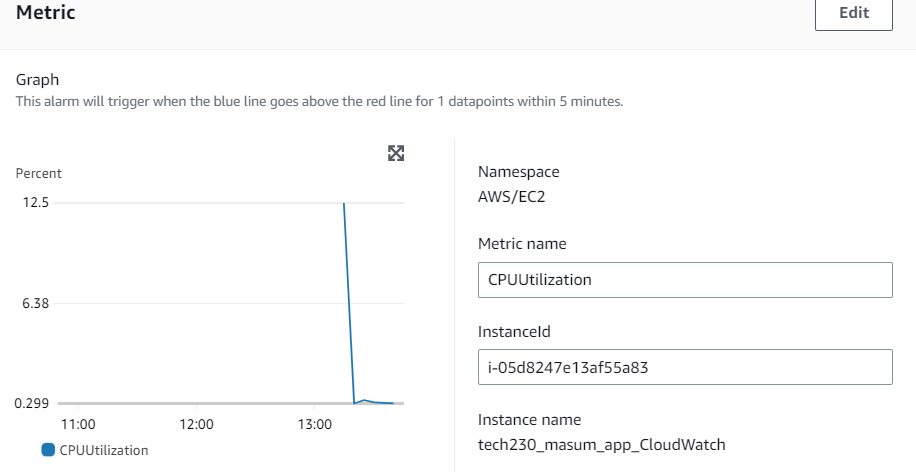 Metric
Edit
Graph
This alarm will trigger when the blue line goes above the red line for 1 datapoints within 5 minutes.
Percent
12.5
6.38
0.299
11:00
12:00
13:00
CPUUtilization
Namespace
AWS/EC2
Metric name
CPUUtilization
InstanceId
i-05d8247e13af55a83
Instance name
tech230_masum_app_CloudWatch